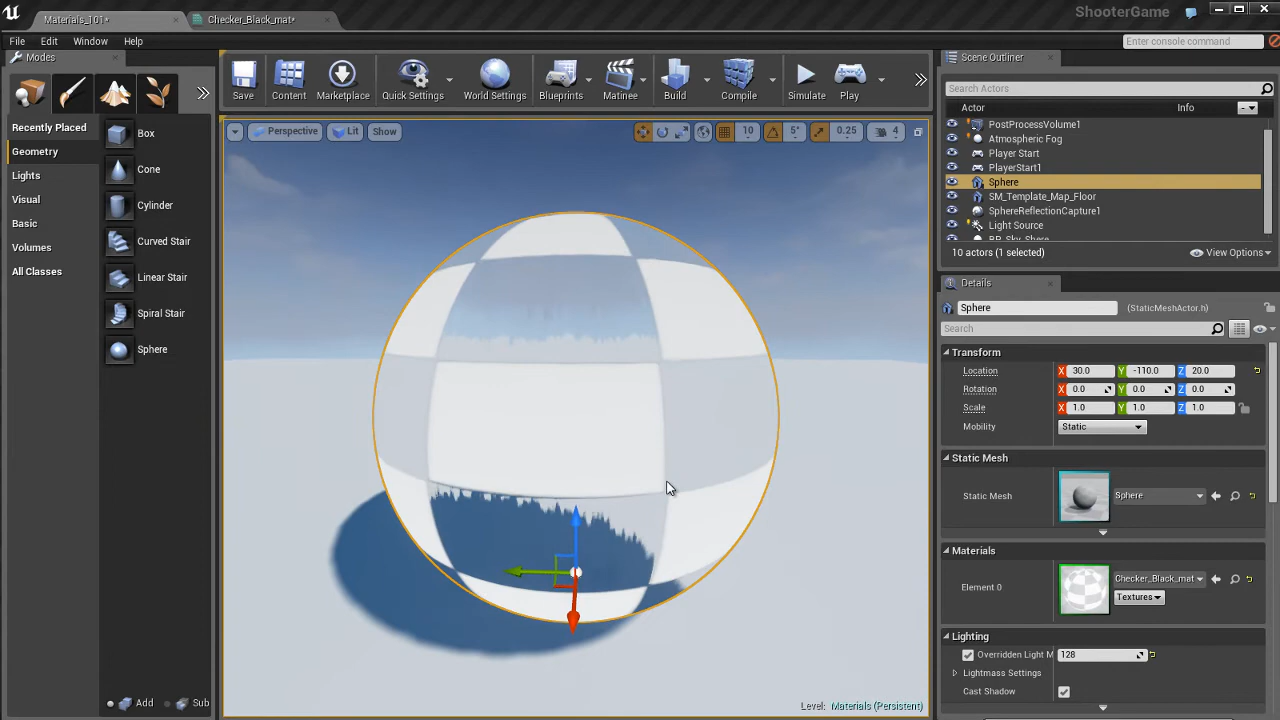 Materials_101*
Checker_Black_mat*
ShooterGame
File Edit Window Help
Enter console command
Modes
Recently Placed
Geometry
Lights
Visual
Basic
Volumes
All Classes
Box
Cone
Cylinder
Curved Stair
Linear Stair
Spiral Stair
Sphere
Add Sub
Save Content Marketplace Quick Settings World Settings Blueprints Matinee Build Compile Simulate Play
Perspective Lit Show
10 5° 0.25 4
Level: Materials (Persistent)
Scene Outliner
Search Actors
Actor Info
PostProcessVolume1
Atmospheric Fog
Player Start
PlayerStart1
Sphere
SM_Template_Map_Floor
SphereReflectionCapture1
Light Source
BP_Sky_Sphere
10 actors (1 selected) View Options
Details
Sphere (StaticMeshActor.h)
Search
Transform
Location X 30.0 Y -110.0 Z 20.0
Rotation X 0.0 Y 0.0 Z 0.0
Scale X 1.0 Y 1.0 Z 1.0
Mobility Static
Static Mesh
Static Mesh Sphere
Materials
Element 0 Checker_Black_mat
Textures
Lighting
Overridden Light M 128
Lightmass Settings
Cast Shadow